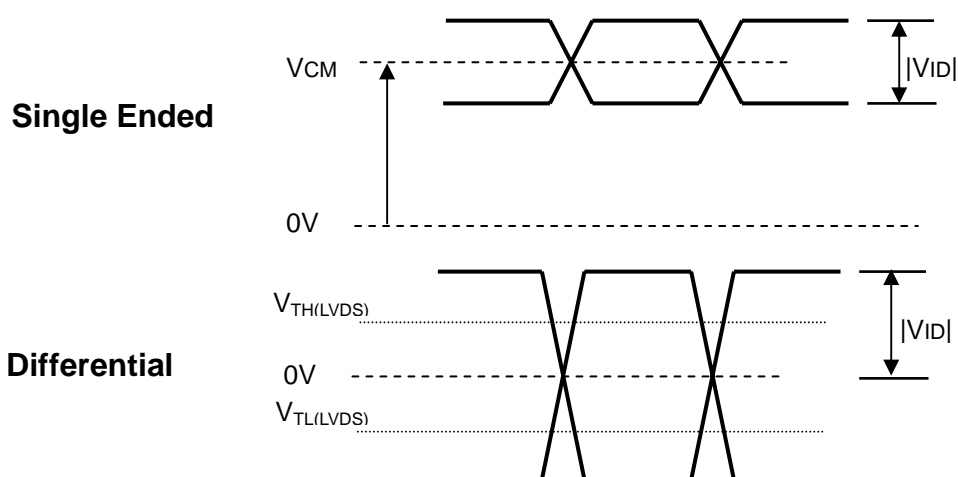 VCM
|VID|
Single Ended
0V
VTH(LVDS)
|VID|
Differential
0V
VTL(LVDS)